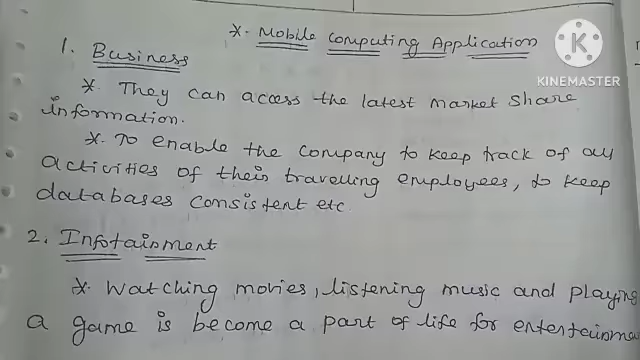 * Mobile Computing Application
KINEMASTER
1. Business
* They can access the latest market share
information.
* To enable the company to keep track of all
activities of their travelling employees, to keep
databases consistent etc
2. Infotainment
* Watching movies, listening music and playing
a game is become a part of life for entertainme